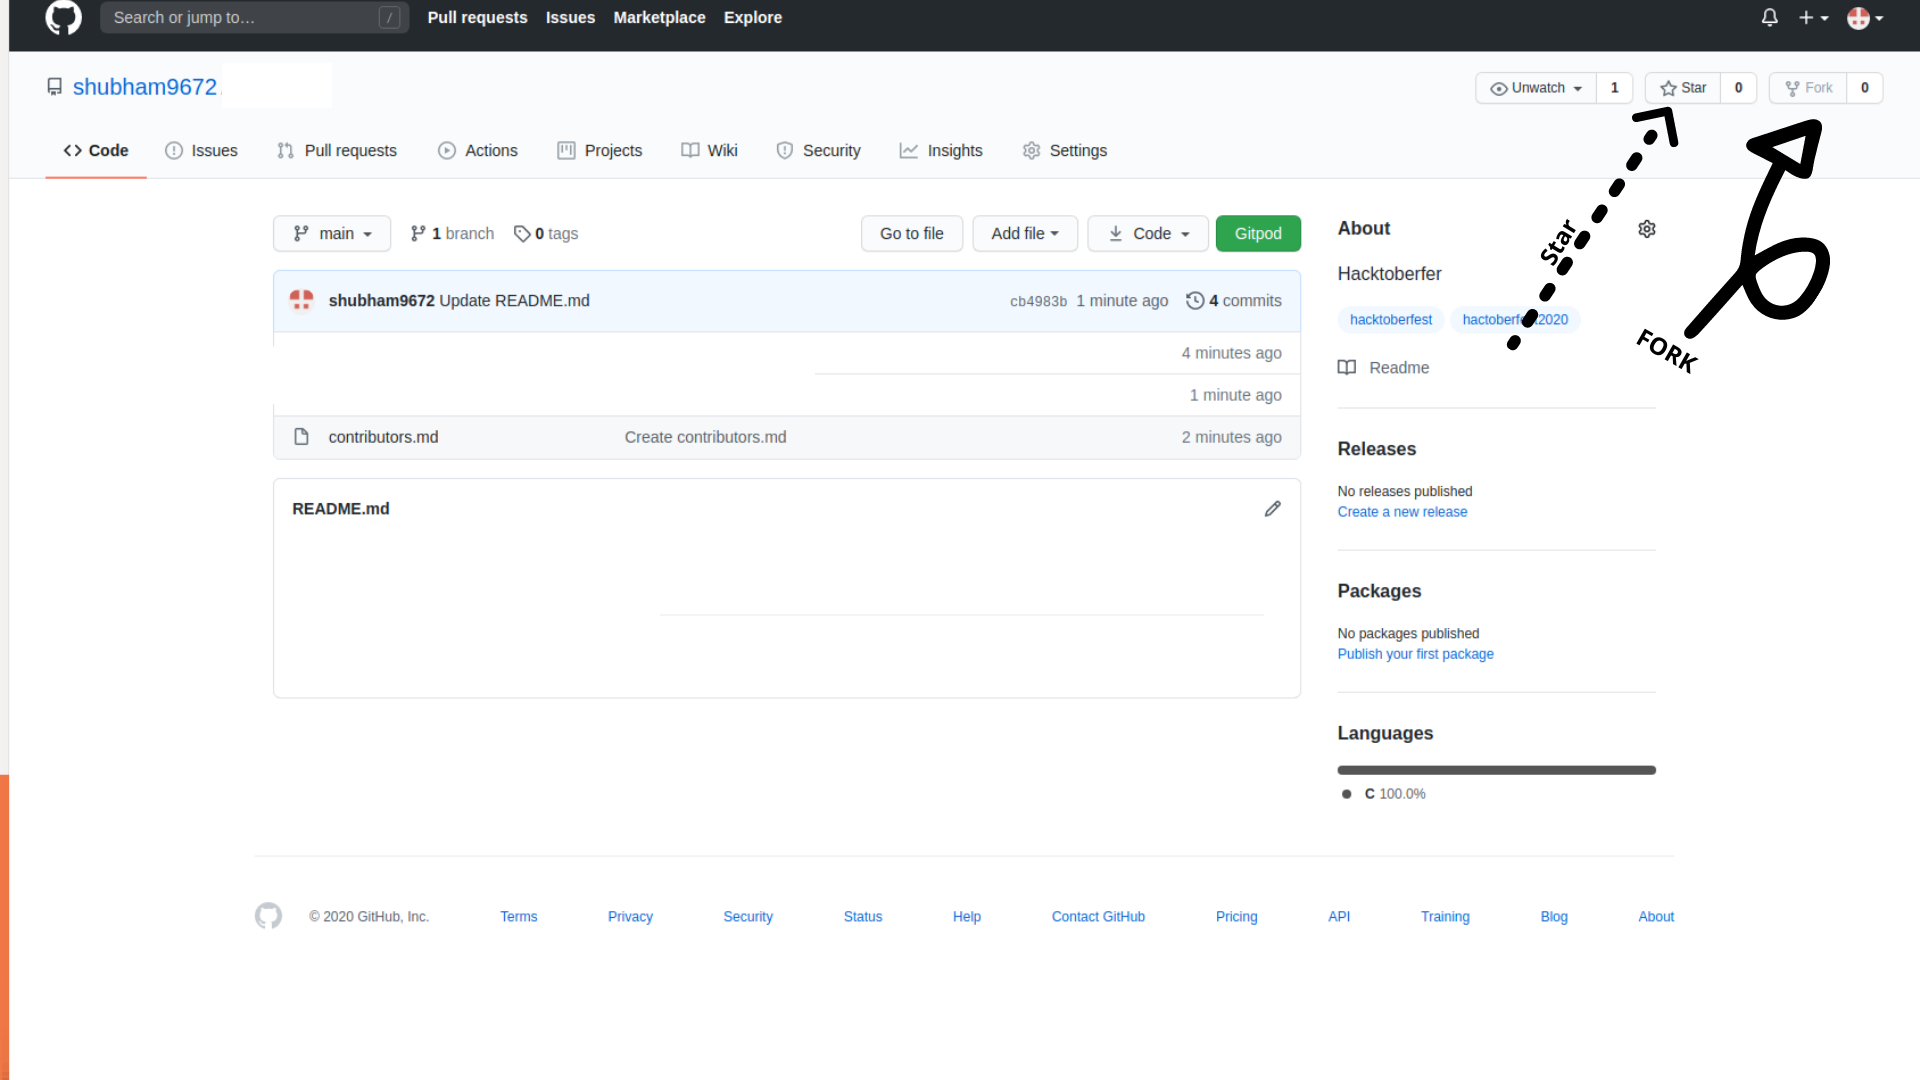 Search or jump to… / Pull requests Issues Marketplace Explore
shubham9672 Unwatch 1 Star 0 Fork 0
Code Issues Pull requests Actions Projects Wiki Security Insights Settings
main 1 branch 0 tags Go to file Add file Code Gitpod
shubham9672 Update README.md cb4983b 1 minute ago 4 commits
4 minutes ago
1 minute ago
contributors.md Create contributors.md 2 minutes ago
README.md
About
Hacktoberfer
hacktoberfest
Readme
Star
FORK
Releases
No releases published
Create a new release
Packages
No packages published
Publish your first package
Languages
C 100.0%
© 2020 GitHub, Inc. Terms Privacy Security Status Help Contact GitHub Pricing API Training Blog About